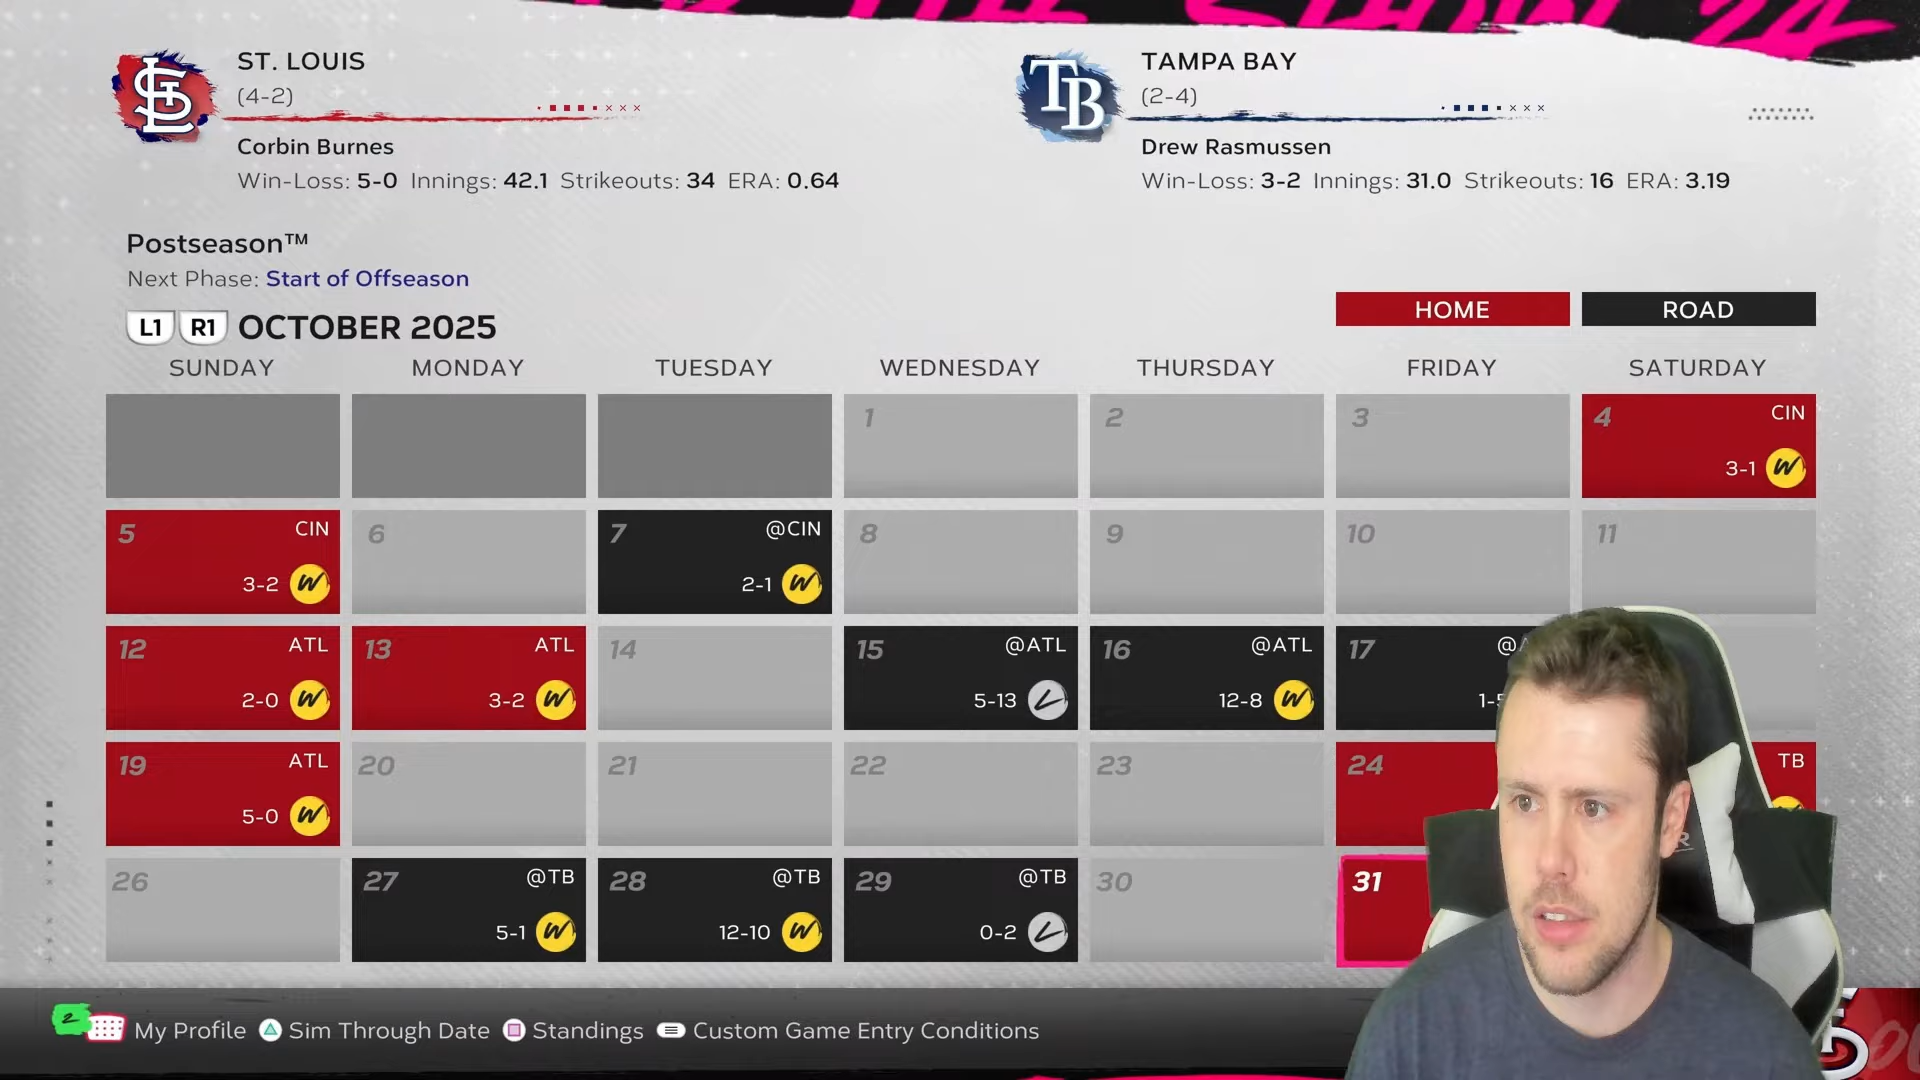 THE SHOW 24
ST. LOUIS
(4-2)
Corbin Burnes
Win-Loss: 5-0 Innings: 42.1 Strikeouts: 34 ERA: 0.64
TB
TAMPA BAY
(2-4)
Drew Rasmussen
Win-Loss: 3-2 Innings: 31.0 Strikeouts: 16 ERA: 3.19
Postseason™
Next Phase: Start of Offseason
L1 R1 OCTOBER 2025
HOME ROAD
SUNDAY MONDAY TUESDAY WEDNESDAY THURSDAY FRIDAY SATURDAY
1 2 3 4 CIN
3-1 W
5 CIN 6 7 @CIN 8 9 10 11
3-2 W 2-1 W
12 ATL 13 ATL 14 15 @ATL 16 @ATL 17
2-0 W 3-2 W 5-13 L 12-8 W
19 ATL 20 21 22 23 24 TB
5-0 W
26 27 @TB 28 @TB 29 @TB 30 31
5-1 W 12-10 W 0-2 L
2 My Profile Sim Through Date Standings Custom Game Entry Conditions